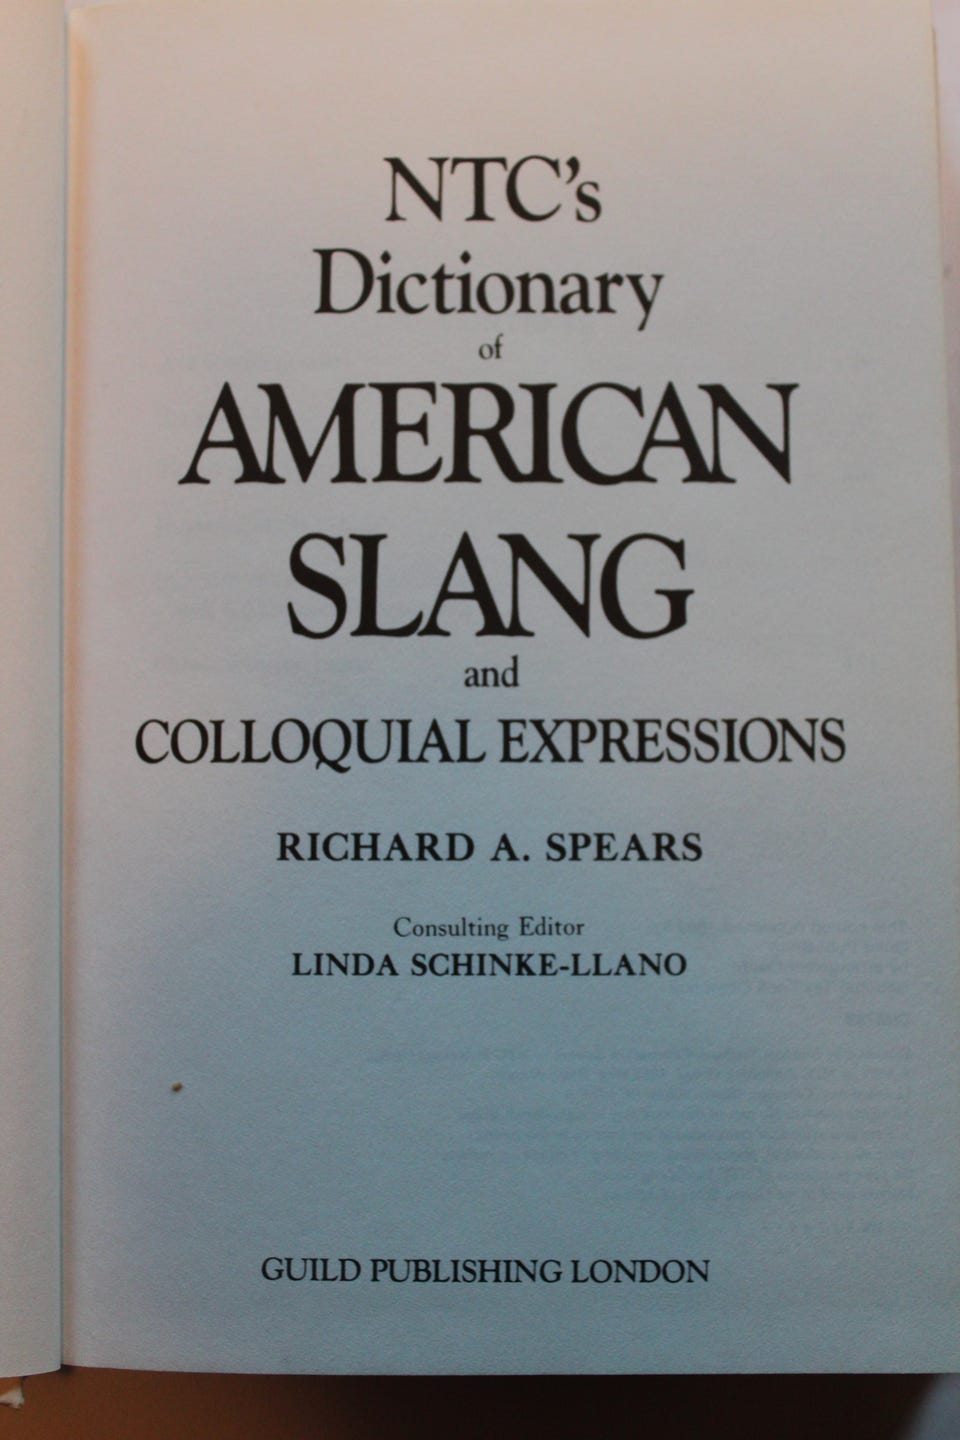 NTC's
Dictionary
of
AMERICAN
SLANG
and
COLLOQUIAL EXPRESSIONS
RICHARD A. SPEARS
Consulting Editor
LINDA SCHINKE-LLANO
GUILD PUBLISHING LONDON